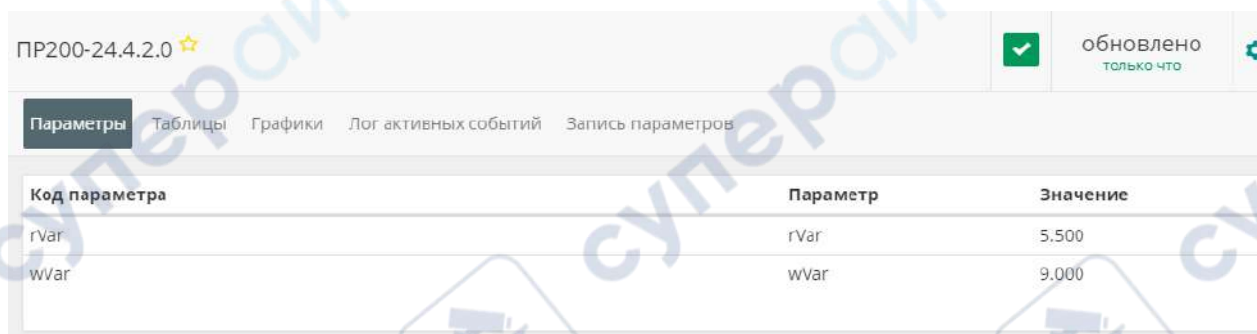 ПР200-24.4.2.0
обновлено
только что
Параметры Таблицы Графики Лог активных событий Запись параметров
Код параметра Параметр Значение
rVar rVar 5.500
wVar wVar 9.000
суперайс